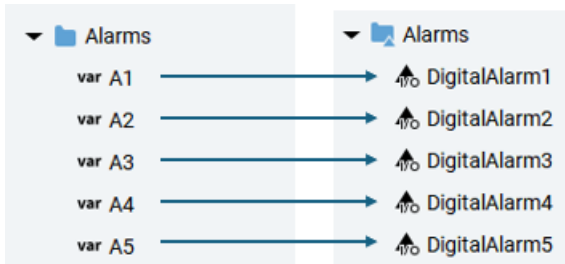 Alarms Alarms
var A1 DigitalAlarm1
var A2 DigitalAlarm2
var A3 DigitalAlarm3
var A4 DigitalAlarm4
var A5 DigitalAlarm5